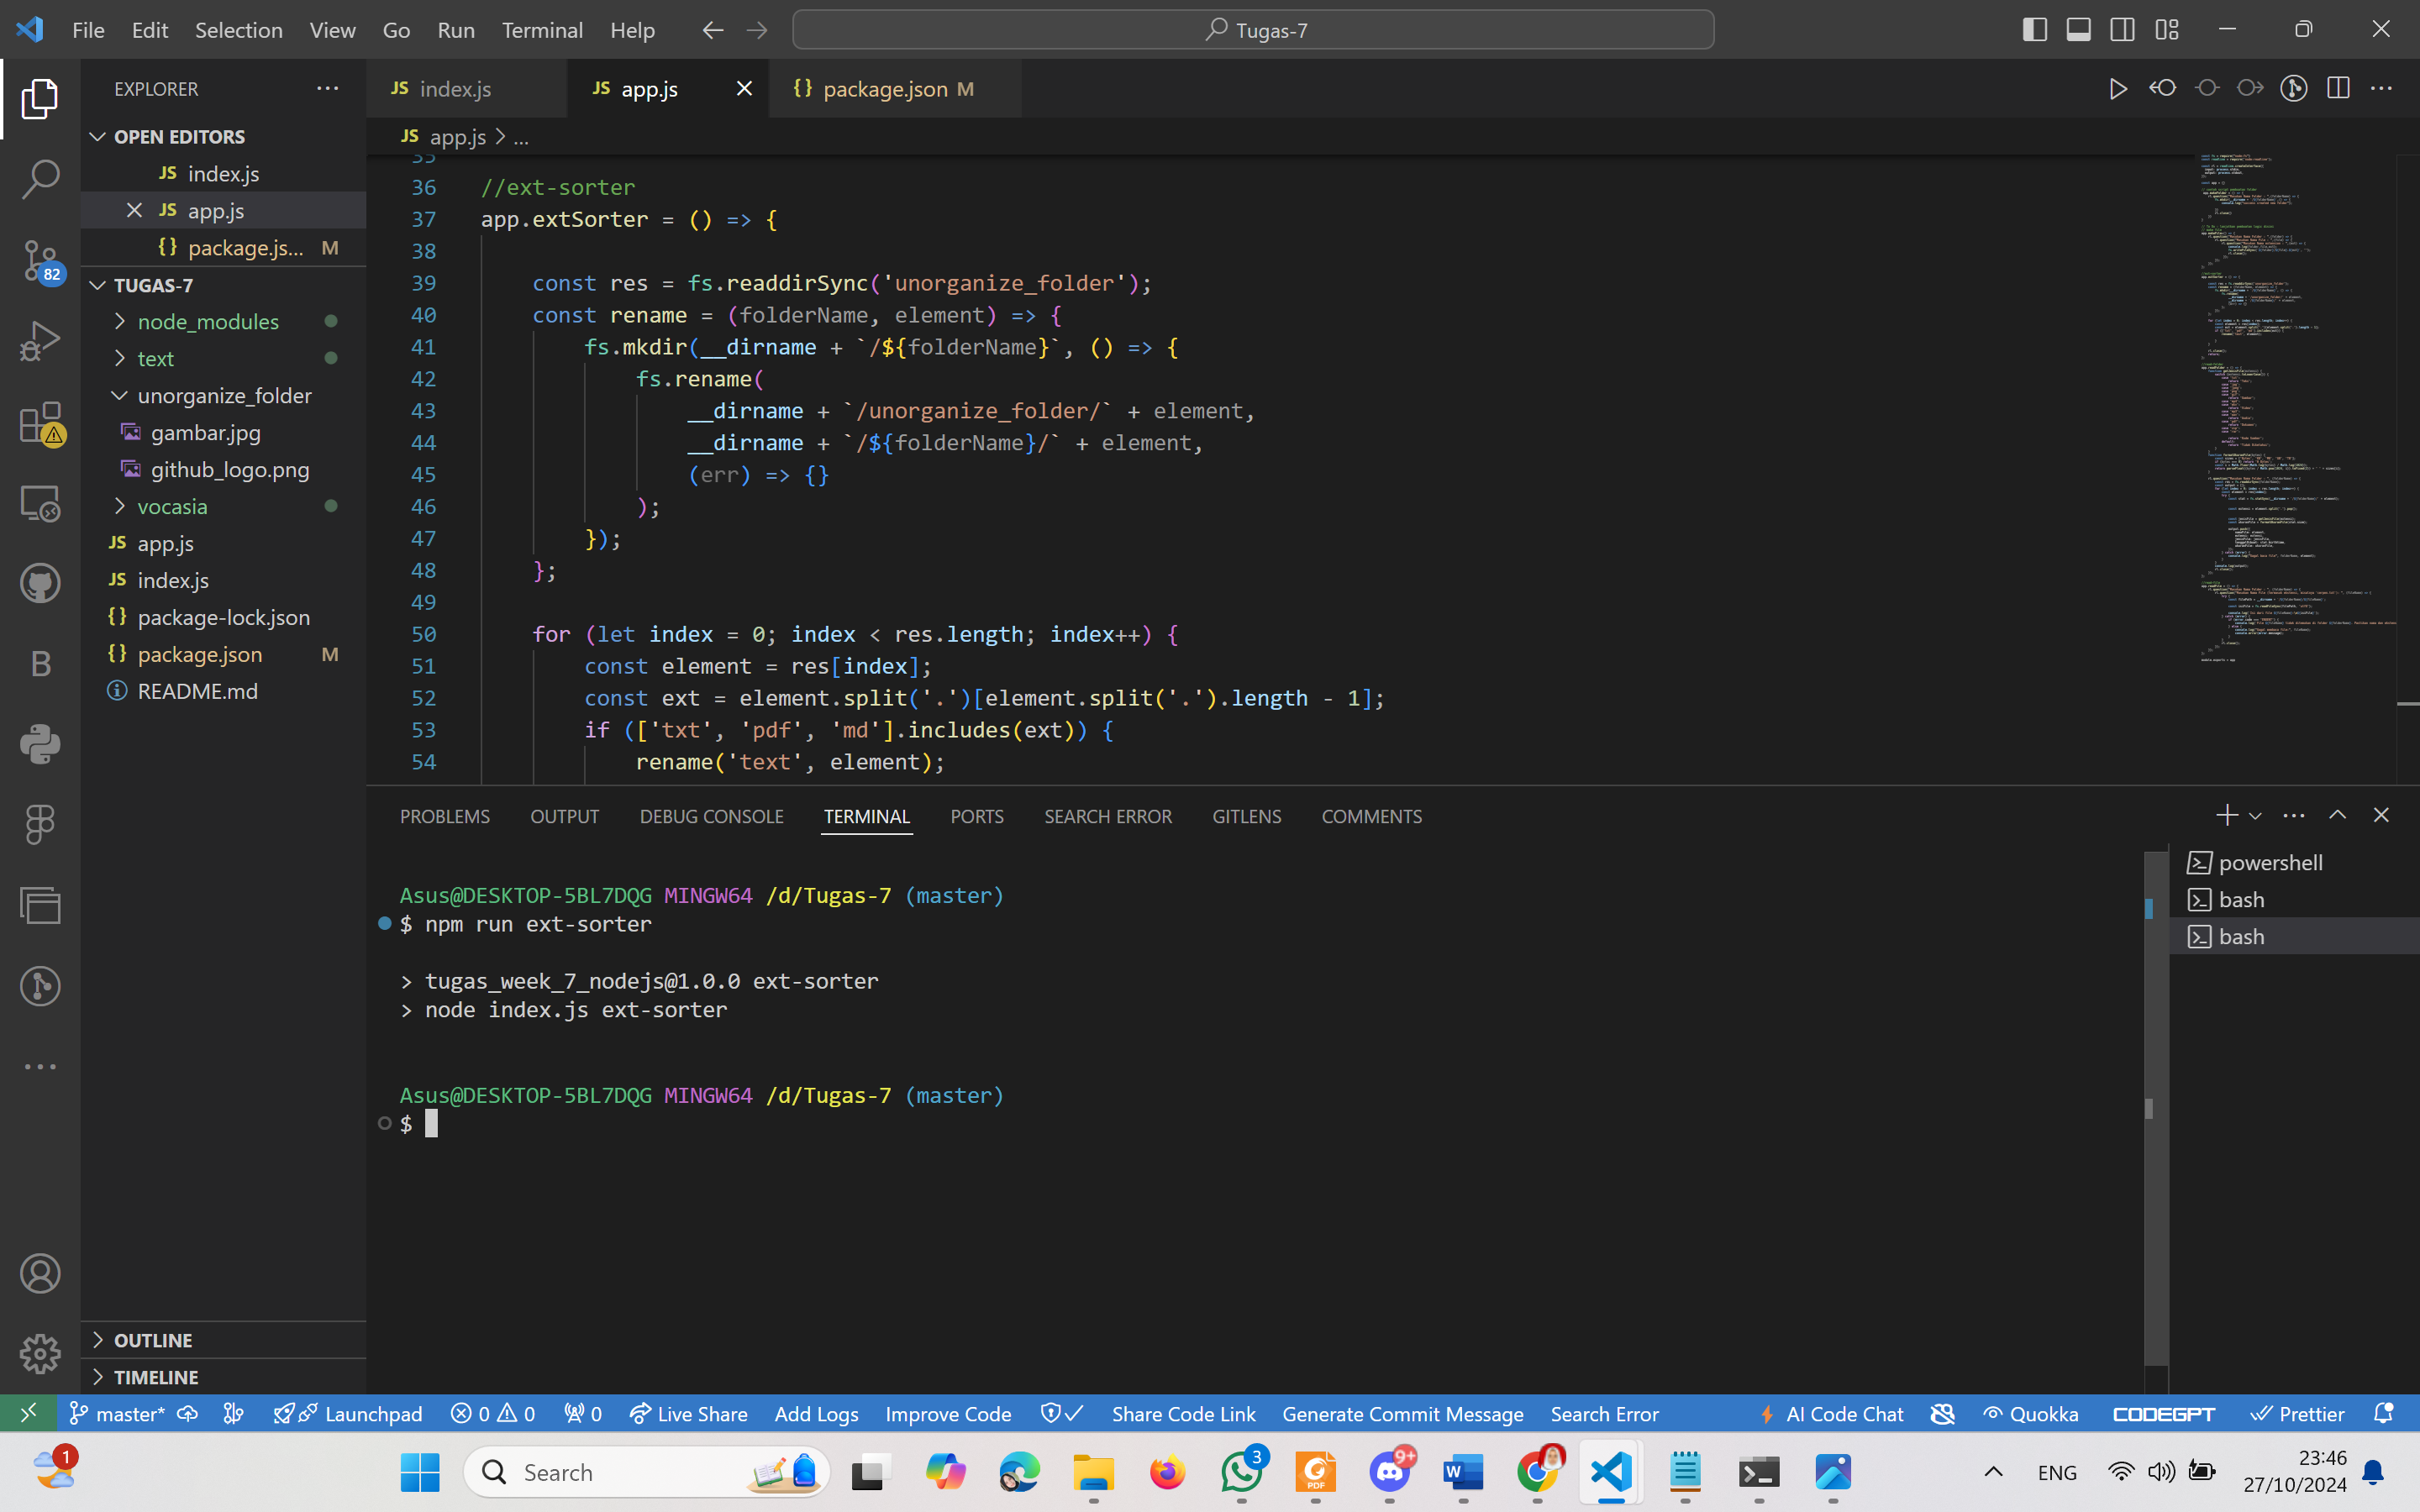 File Edit Selection View Go Run Terminal Help
Tugas-7
EXPLORER
OPEN EDITORS
JS index.js
JS app.js
{} package.js... M
TUGAS-7
node_modules
text
unorganize_folder
gambar.jpg
github_logo.png
vocasia
JS app.js
JS index.js
{} package-lock.json
{} package.json M
README.md
OUTLINE
TIMELINE
82
B
JS index.js
JS app.js
{} package.json M
JS app.js > ...
35
36 //ext-sorter
37 app.extSorter = () => {
38
39 const res = fs.readdirSync('unorganize_folder');
40 const rename = (folderName, element) => {
41 fs.mkdir(__dirname + `/${folderName}`, () => {
42 fs.rename(
43 __dirname + `/unorganize_folder/` + element,
44 __dirname + `/${folderName}/` + element,
45 (err) => {}
46 );
47 });
48 };
49
50 for (let index = 0; index < res.length; index++) {
51 const element = res[index];
52 const ext = element.split('.')[element.split('.').length - 1];
53 if (['txt', 'pdf', 'md'].includes(ext)) {
54 rename('text', element);
PROBLEMS OUTPUT DEBUG CONSOLE TERMINAL PORTS SEARCH ERROR GITLENS COMMENTS
Asus@DESKTOP-5BL7DQG MINGW64 /d/Tugas-7 (master)
$ npm run ext-sorter
> tugas_week_7_nodejs@1.0.0 ext-sorter
> node index.js ext-sorter
Asus@DESKTOP-5BL7DQG MINGW64 /d/Tugas-7 (master)
$
powershell
bash
bash
master* Launchpad 0 0 0 Live Share Add Logs Improve Code Share Code Link Generate Commit Message Search Error AI Code Chat Quokka CODEGPT Prettier
1
Search
PDF
3
9+
W
ENG
23:46
27/10/2024